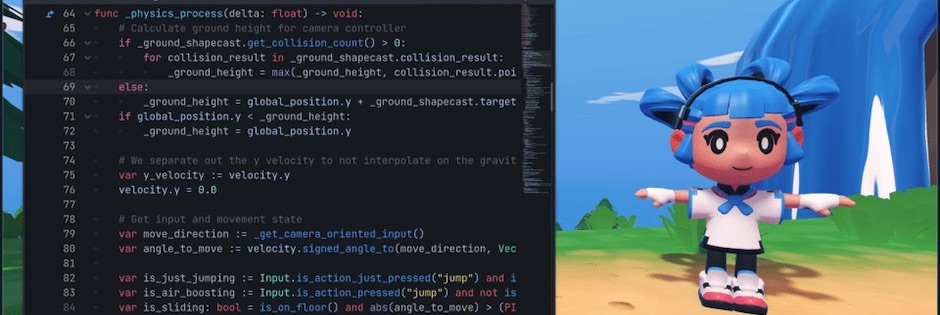 64 func _physics_process(delta: float) -> void:
65 # Calculate ground height for camera controller
66 if _ground_shapecast.get_collision_count() > 0:
67 for collision_result in _ground_shapecast.collision_result:
68 _ground_height = max(_ground_height, collision_result.poi
69 else:
70 _ground_height = global_position.y + _ground_shapecast.target
71 if global_position.y < _ground_height:
72 _ground_height = global_position.y
73
74 # We separate out the y velocity to not interpolate on the gravit
75 var y_velocity := velocity.y
76 velocity.y = 0.0
77
78 # Get input and movement state
79 var move_direction := _get_camera_oriented_input()
80 var angle_to_move := velocity.signed_angle_to(move_direction, Vec
81
82 var is_just_jumping := Input.is_action_just_pressed("jump") and i
83 var is_air_boosting := Input.is_action_pressed("jump") and not is
84 var is_sliding: bool = is_on_floor() and abs(angle_to_move) > (PI